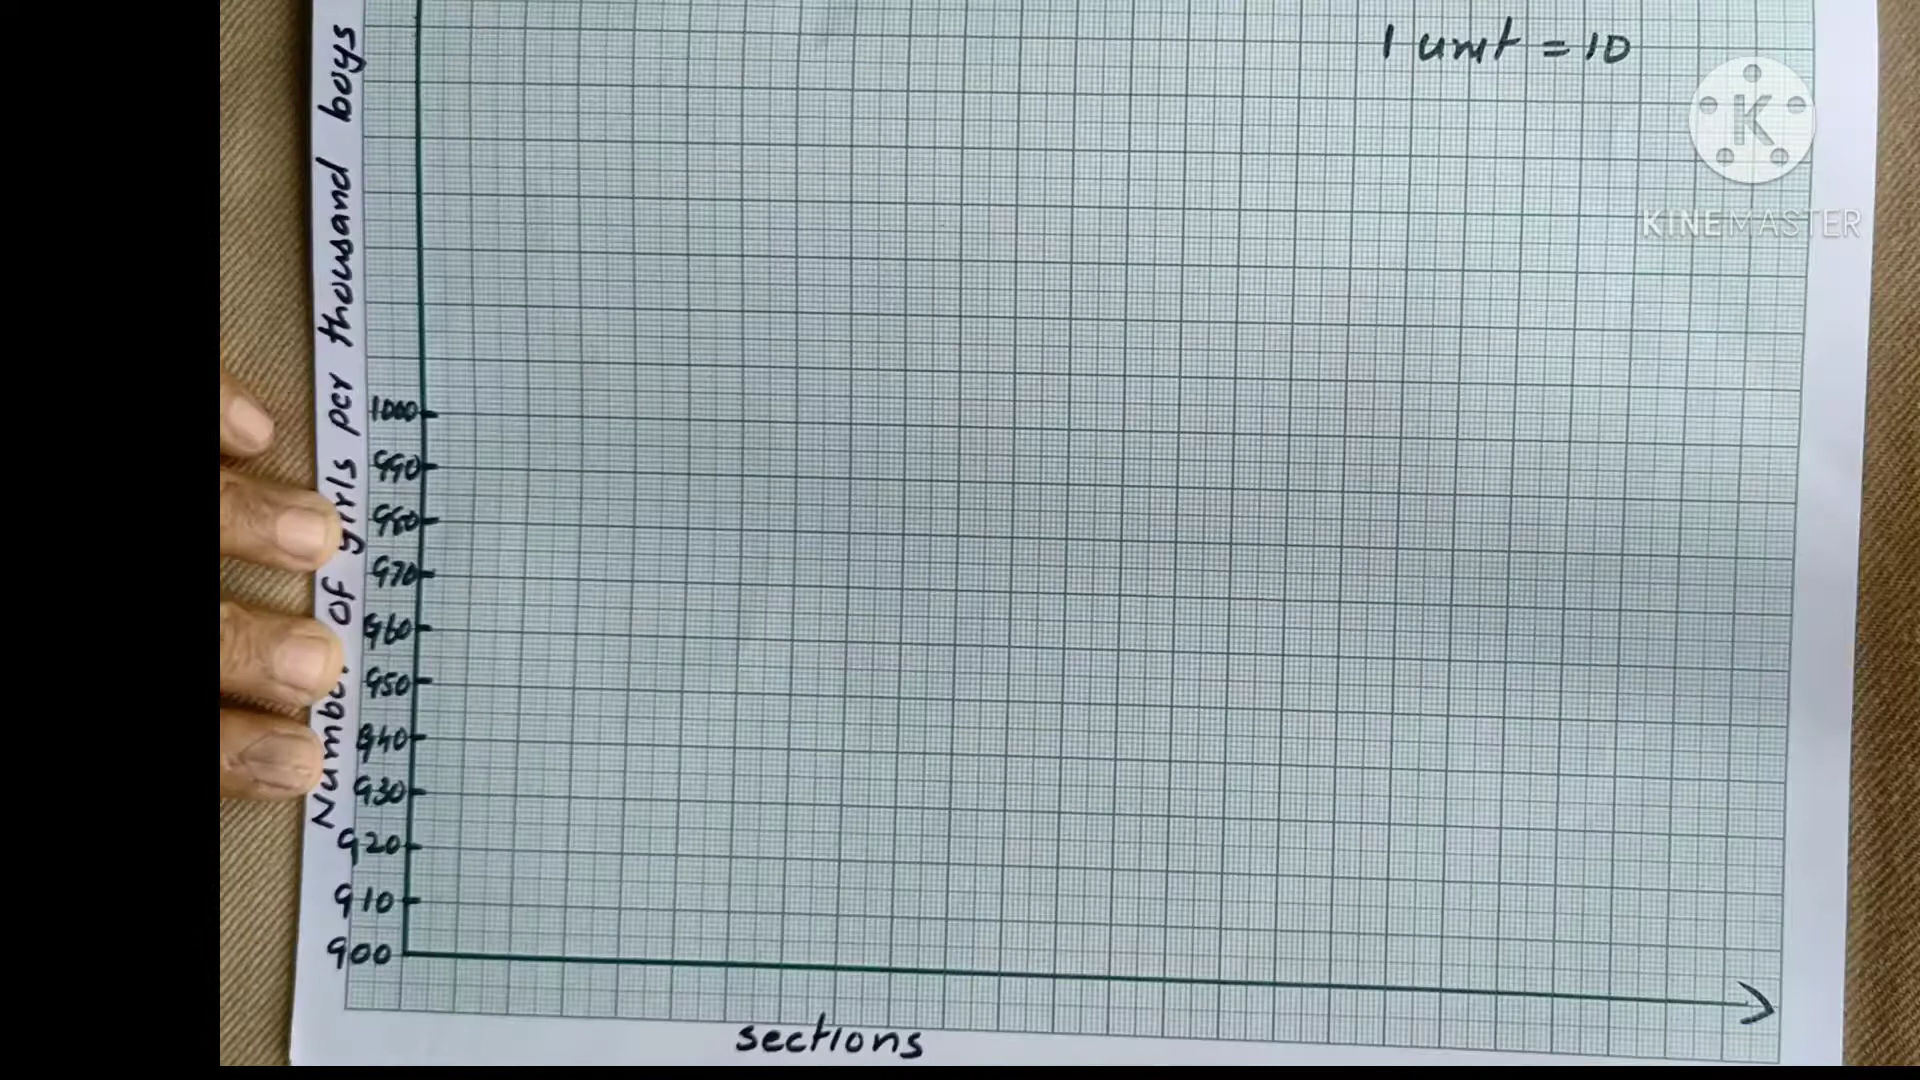 1 unit = 10
KINEMASTER
Number of girls per thousand boys
1000
990
980
970
960
950
940
930
920
910
900
sections